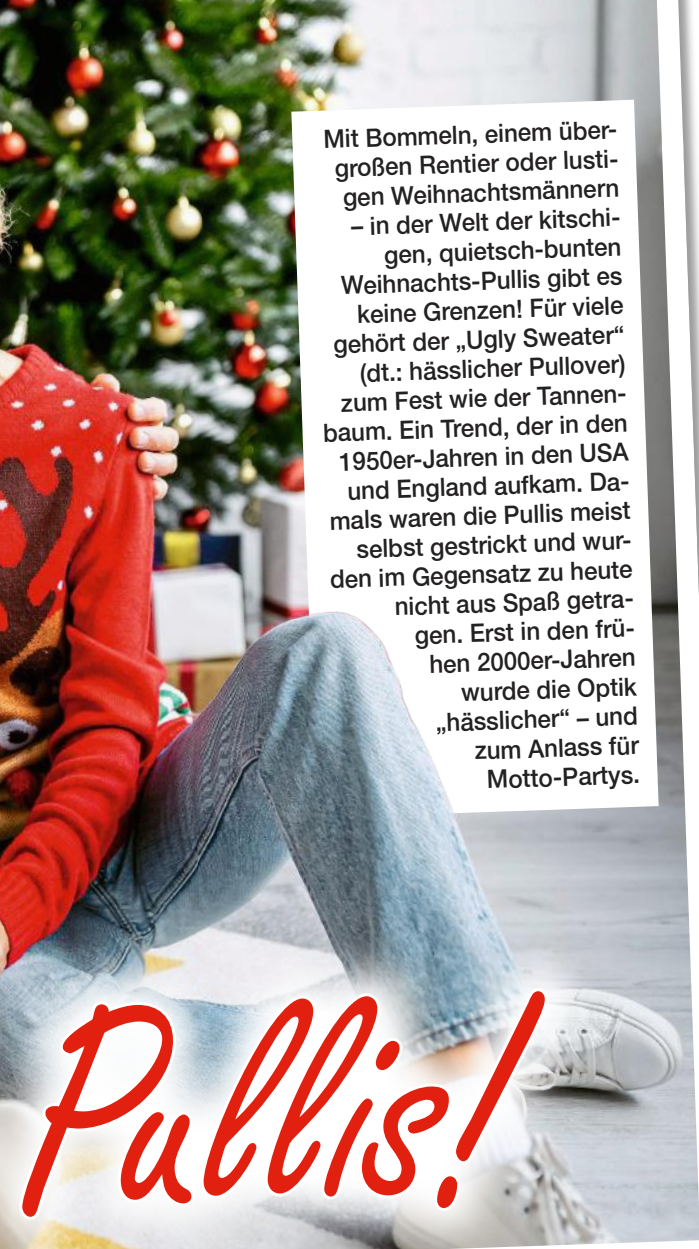 Mit Bommeln, einem über-
großen Rentier oder lusti-
gen Weihnachtsmännern
– in der Welt der kitschi-
gen, quietsch-bunten
Weihnachts-Pullis gibt es
keine Grenzen! Für viele
gehört der „Ugly Sweater“
(dt.: hässlicher Pullover)
zum Fest wie der Tannen-
baum. Ein Trend, der in den
1950er-Jahren in den USA
und England aufkam. Da-
mals waren die Pullis meist
selbst gestrickt und wur-
den im Gegensatz zu heute
nicht aus Spaß getra-
gen. Erst in den frü-
hen 2000er-Jahren
wurde die Optik
„hässlicher“ – und
zum Anlass für
Motto-Partys.
Pullis!